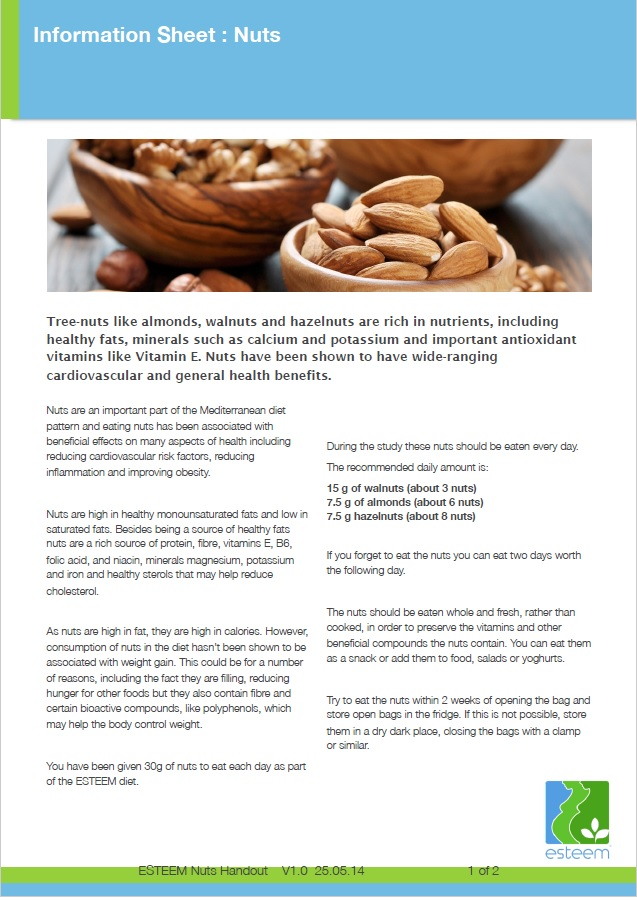 Information Sheet : Nuts
Tree-nuts like almonds, walnuts and hazelnuts are rich in nutrients, including
healthy fats, minerals such as calcium and potassium and important antioxidant
vitamins like Vitamin E. Nuts have been shown to have wide-ranging
cardiovascular and general health benefits.
Nuts are an important part of the Mediterranean diet
pattern and eating nuts has been associated with
beneficial effects on many aspects of health including
reducing cardiovascular risk factors, reducing
inflammation and improving obesity.
Nuts are high in healthy monounsaturated fats and low in
saturated fats. Besides being a source of healthy fats
nuts are a rich source of protein, fibre, vitamins E, B6,
folic acid, and niacin, minerals magnesium, potassium
and iron and healthy sterols that may help reduce
cholesterol.
As nuts are high in fat, they are high in calories. However,
consumption of nuts in the diet hasn't been shown to be
associated with weight gain. This could be for a number
of reasons, including the fact they are filling, reducing
hunger for other foods but they also contain fibre and
certain bioactive compounds, like polyphenols, which
may help the body control weight.
You have been given 30g of nuts to eat each day as part
of the ESTEEM diet.
During the study these nuts should be eaten every day.
The recommended daily amount is:
15 g of walnuts (about 3 nuts)
7.5 g of almonds (about 6 nuts)
7.5 g hazelnuts (about 8 nuts)
If you forget to eat the nuts you can eat two days worth
the following day.
The nuts should be eaten whole and fresh, rather than
cooked, in order to preserve the vitamins and other
beneficial compounds the nuts contain. You can eat them
as a snack or add them to food, salads or yoghurts.
Try to eat the nuts within 2 weeks of opening the bag and
store open bags in the fridge. If this is not possible, store
them in a dry dark place, closing the bags with a clamp
or similar.
esteem
ESTEEM Nuts Handout V1.0 25.05.14 1 of 2